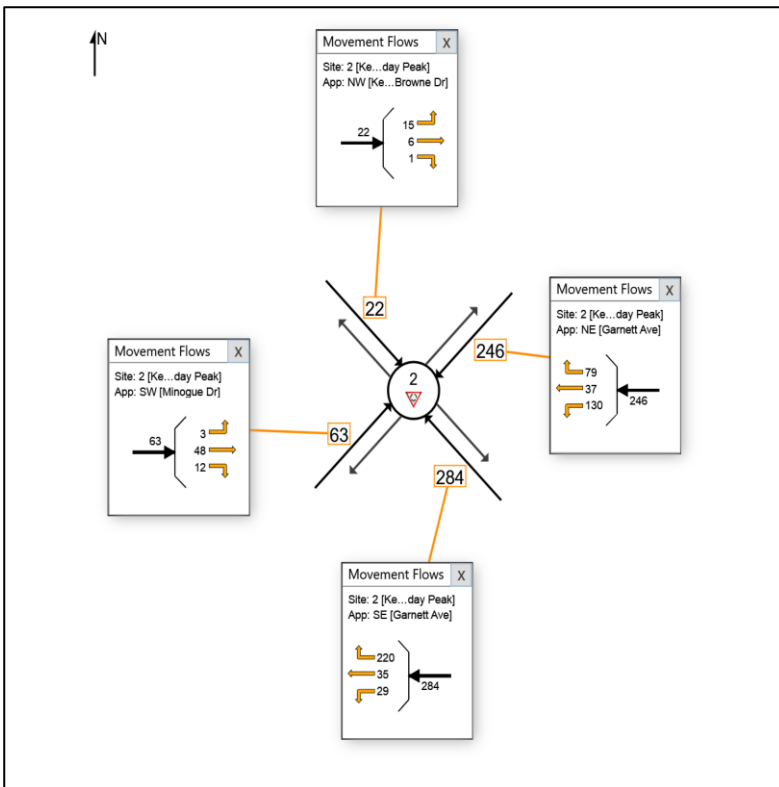 N
Movement Flows X
Site: 2 [Ke...day Peak]
App: NW [Ke...Browne Dr]
22
15
6
1
22
Movement Flows X
Site: 2 [Ke...day Peak]
App: NE [Garnett Ave]
79
37
130
246
246
2
Movement Flows X
Site: 2 [Ke...day Peak]
App: SW [Minogue Dr]
63
3
48
12
63
284
Movement Flows X
Site: 2 [Ke...day Peak]
App: SE [Garnett Ave]
220
35
29
284